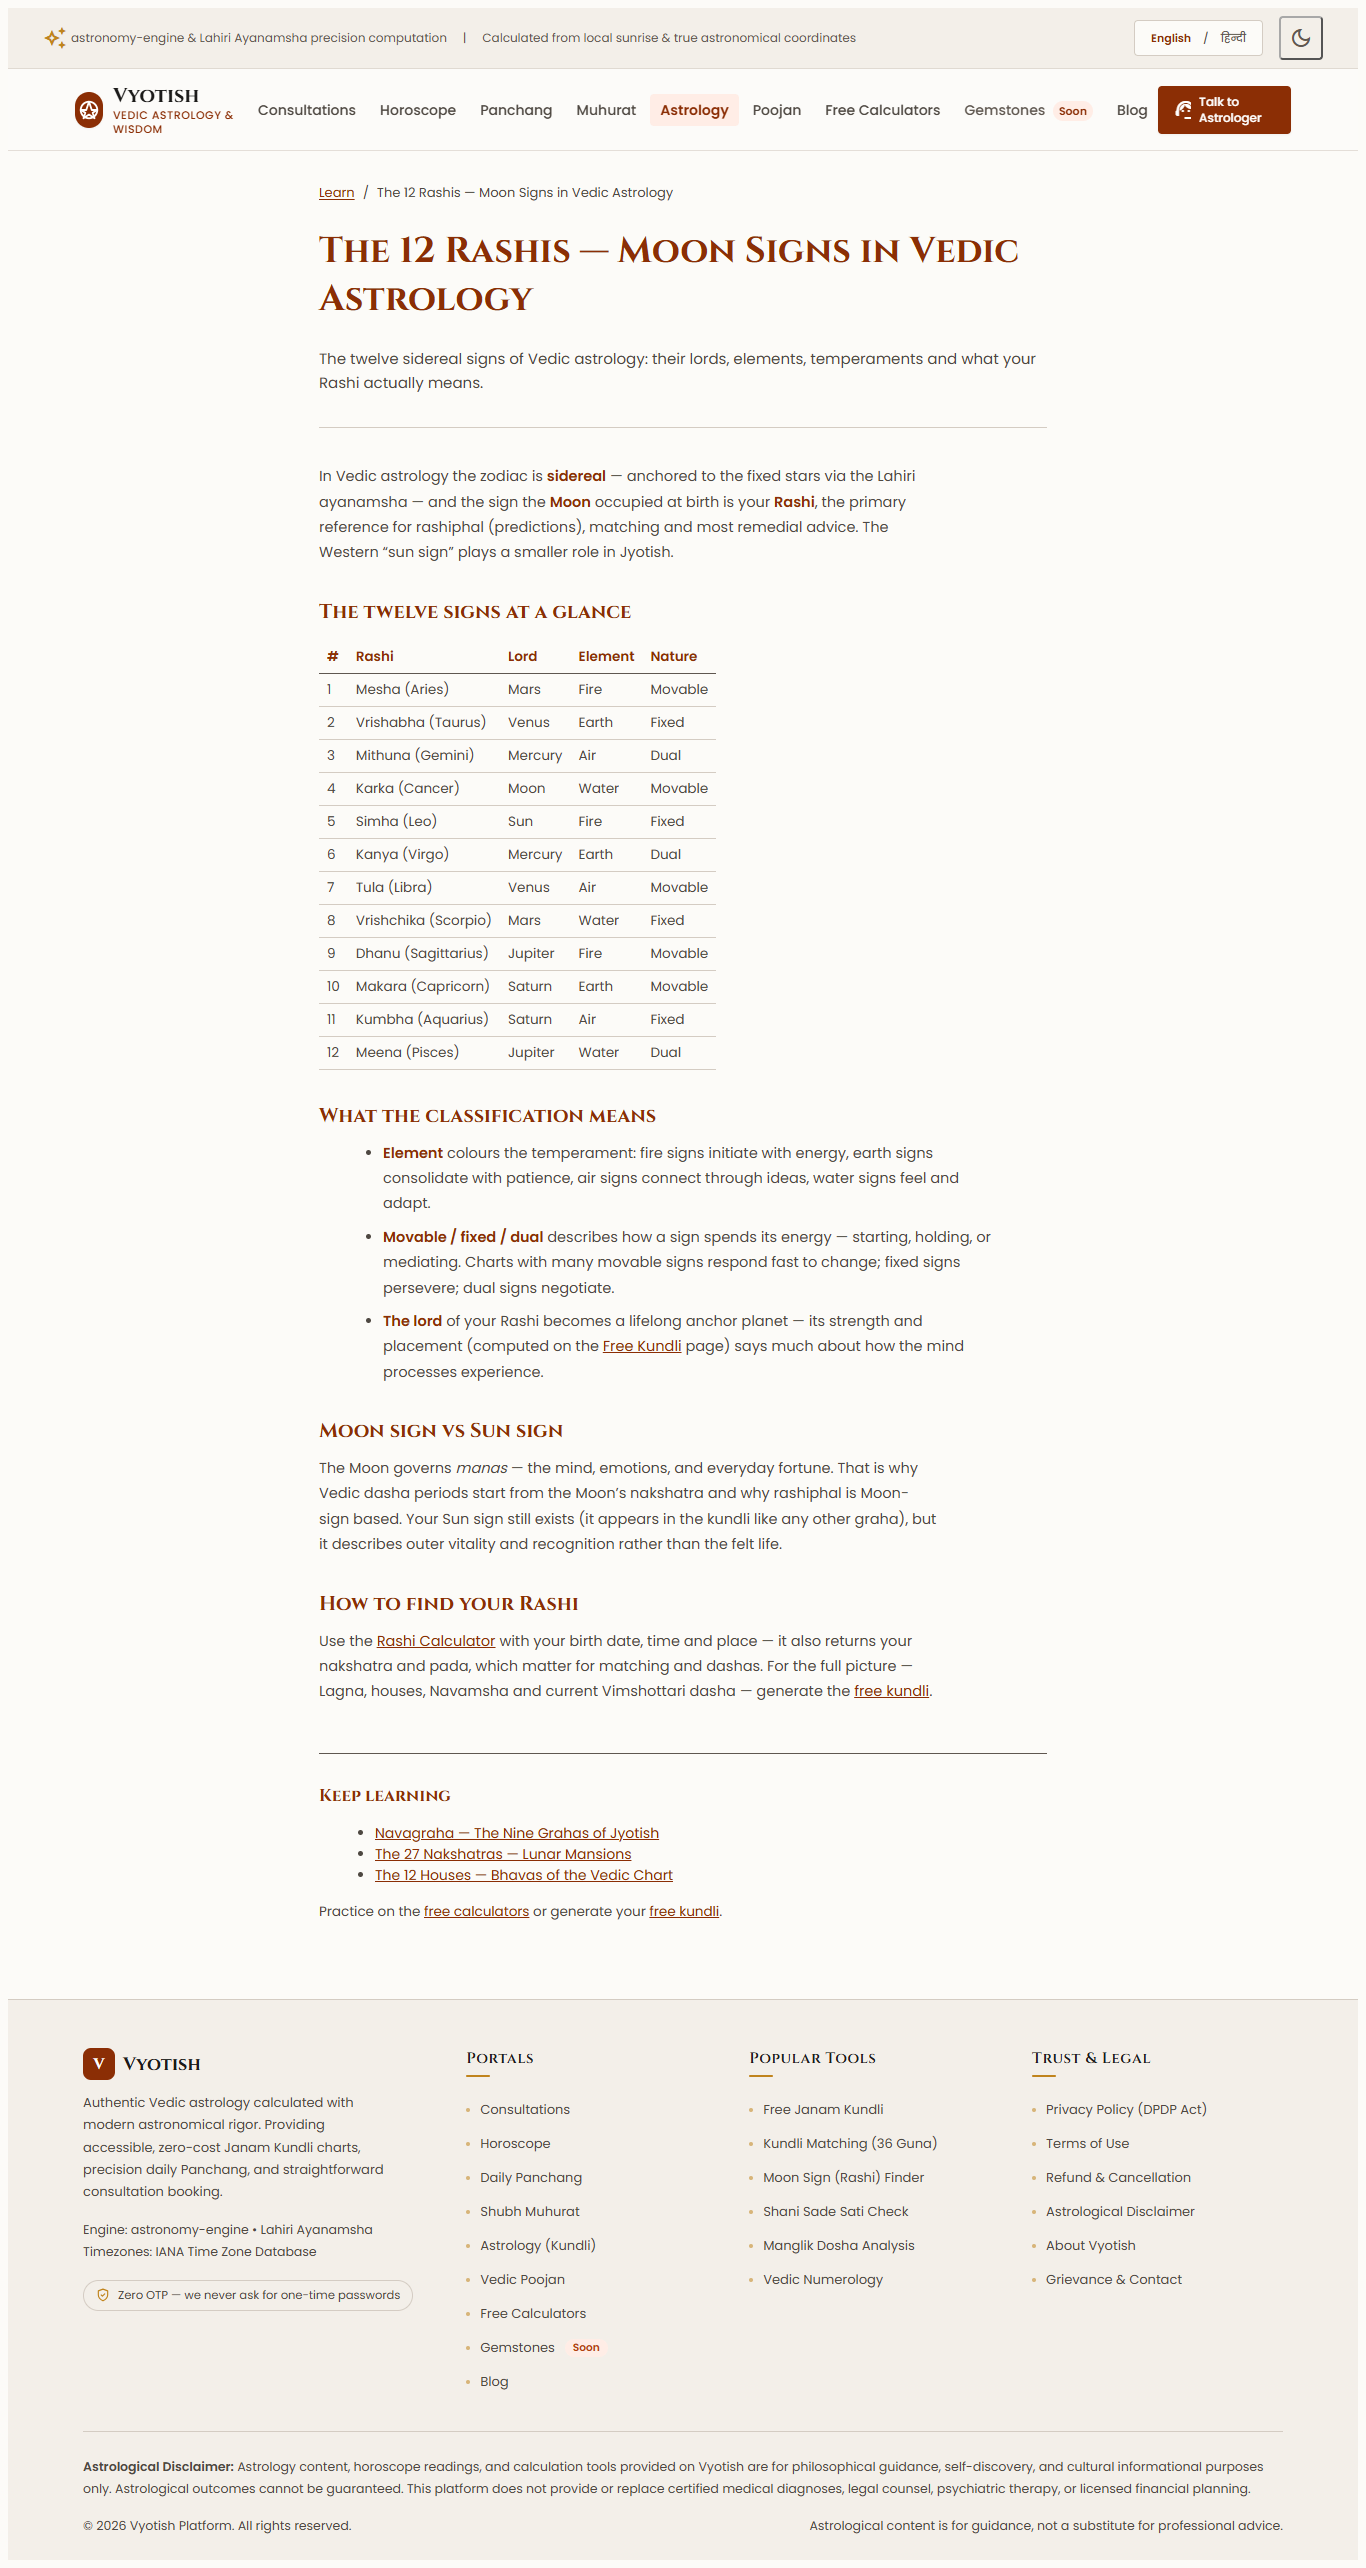 astronomy-engine & Lahiri Ayanamsha precision computation | Calculated from local sunrise & true astronomical coordinates
English / हिन्दी
Vyotish
VEDIC ASTROLOGY & WISDOM
Consultations
Horoscope
Panchang
Muhurat
Astrology
Poojan
Free Calculators
Gemstones Soon
Blog
Talk to Astrologer
Learn / The 12 Rashis — Moon Signs in Vedic Astrology
The 12 Rashis — Moon Signs in Vedic
Astrology
The twelve sidereal signs of Vedic astrology: their lords, elements, temperaments and what your
Rashi actually means.
In Vedic astrology the zodiac is sidereal — anchored to the fixed stars via the Lahiri
ayanamsha — and the sign the Moon occupied at birth is your Rashi, the primary
reference for rashiphal (predictions), matching and most remedial advice. The
Western “sun sign” plays a smaller role in Jyotish.
The twelve signs at a glance
# Rashi Lord Element Nature
1 Mesha (Aries) Mars Fire Movable
2 Vrishabha (Taurus) Venus Earth Fixed
3 Mithuna (Gemini) Mercury Air Dual
4 Karka (Cancer) Moon Water Movable
5 Simha (Leo) Sun Fire Fixed
6 Kanya (Virgo) Mercury Earth Dual
7 Tula (Libra) Venus Air Movable
8 Vrishchika (Scorpio) Mars Water Fixed
9 Dhanu (Sagittarius) Jupiter Fire Movable
10 Makara (Capricorn) Saturn Earth Movable
11 Kumbha (Aquarius) Saturn Air Fixed
12 Meena (Pisces) Jupiter Water Dual
What the classification means
• Element colours the temperament: fire signs initiate with energy, earth signs
consolidate with patience, air signs connect through ideas, water signs feel and
adapt.
• Movable / fixed / dual describes how a sign spends its energy — starting, holding, or
mediating. Charts with many movable signs respond fast to change; fixed signs
persevere; dual signs negotiate.
• The lord of your Rashi becomes a lifelong anchor planet — its strength and
placement (computed on the Free Kundli page) says much about how the mind
processes experience.
Moon sign vs Sun sign
The Moon governs manas — the mind, emotions, and everyday fortune. That is why
Vedic dasha periods start from the Moon’s nakshatra and why rashiphal is Moon-
sign based. Your Sun sign still exists (it appears in the kundli like any other graha), but
it describes outer vitality and recognition rather than the felt life.
How to find your Rashi
Use the Rashi Calculator with your birth date, time and place — it also returns your
nakshatra and pada, which matter for matching and dashas. For the full picture —
Lagna, houses, Navamsha and current Vimshottari dasha — generate the free kundli.
Keep learning
• Navagraha — The Nine Grahas of Jyotish
• The 27 Nakshatras — Lunar Mansions
• The 12 Houses — Bhavas of the Vedic Chart
Practice on the free calculators or generate your free kundli.
V Vyotish
Authentic Vedic astrology calculated with
modern astronomical rigor. Providing
accessible, zero-cost Janam Kundli charts,
precision daily Panchang, and straightforward
consultation booking.
Engine: astronomy-engine • Lahiri Ayanamsha
Timezones: IANA Time Zone Database
Zero OTP — we never ask for one-time passwords
Portals
Consultations
Horoscope
Daily Panchang
Shubh Muhurat
Astrology (Kundli)
Vedic Poojan
Free Calculators
Gemstones Soon
Blog
Popular Tools
Free Janam Kundli
Kundli Matching (36 Guna)
Moon Sign (Rashi) Finder
Shani Sade Sati Check
Manglik Dosha Analysis
Vedic Numerology
Trust & Legal
Privacy Policy (DPDP Act)
Terms of Use
Refund & Cancellation
Astrological Disclaimer
About Vyotish
Grievance & Contact
Astrological Disclaimer: Astrology content, horoscope readings, and calculation tools provided on Vyotish are for philosophical guidance, self-discovery, and cultural informational purposes
only. Astrological outcomes cannot be guaranteed. This platform does not provide or replace certified medical diagnoses, legal counsel, psychiatric therapy, or licensed financial planning.
© 2026 Vyotish Platform. All rights reserved.
Astrological content is for guidance, not a substitute for professional advice.